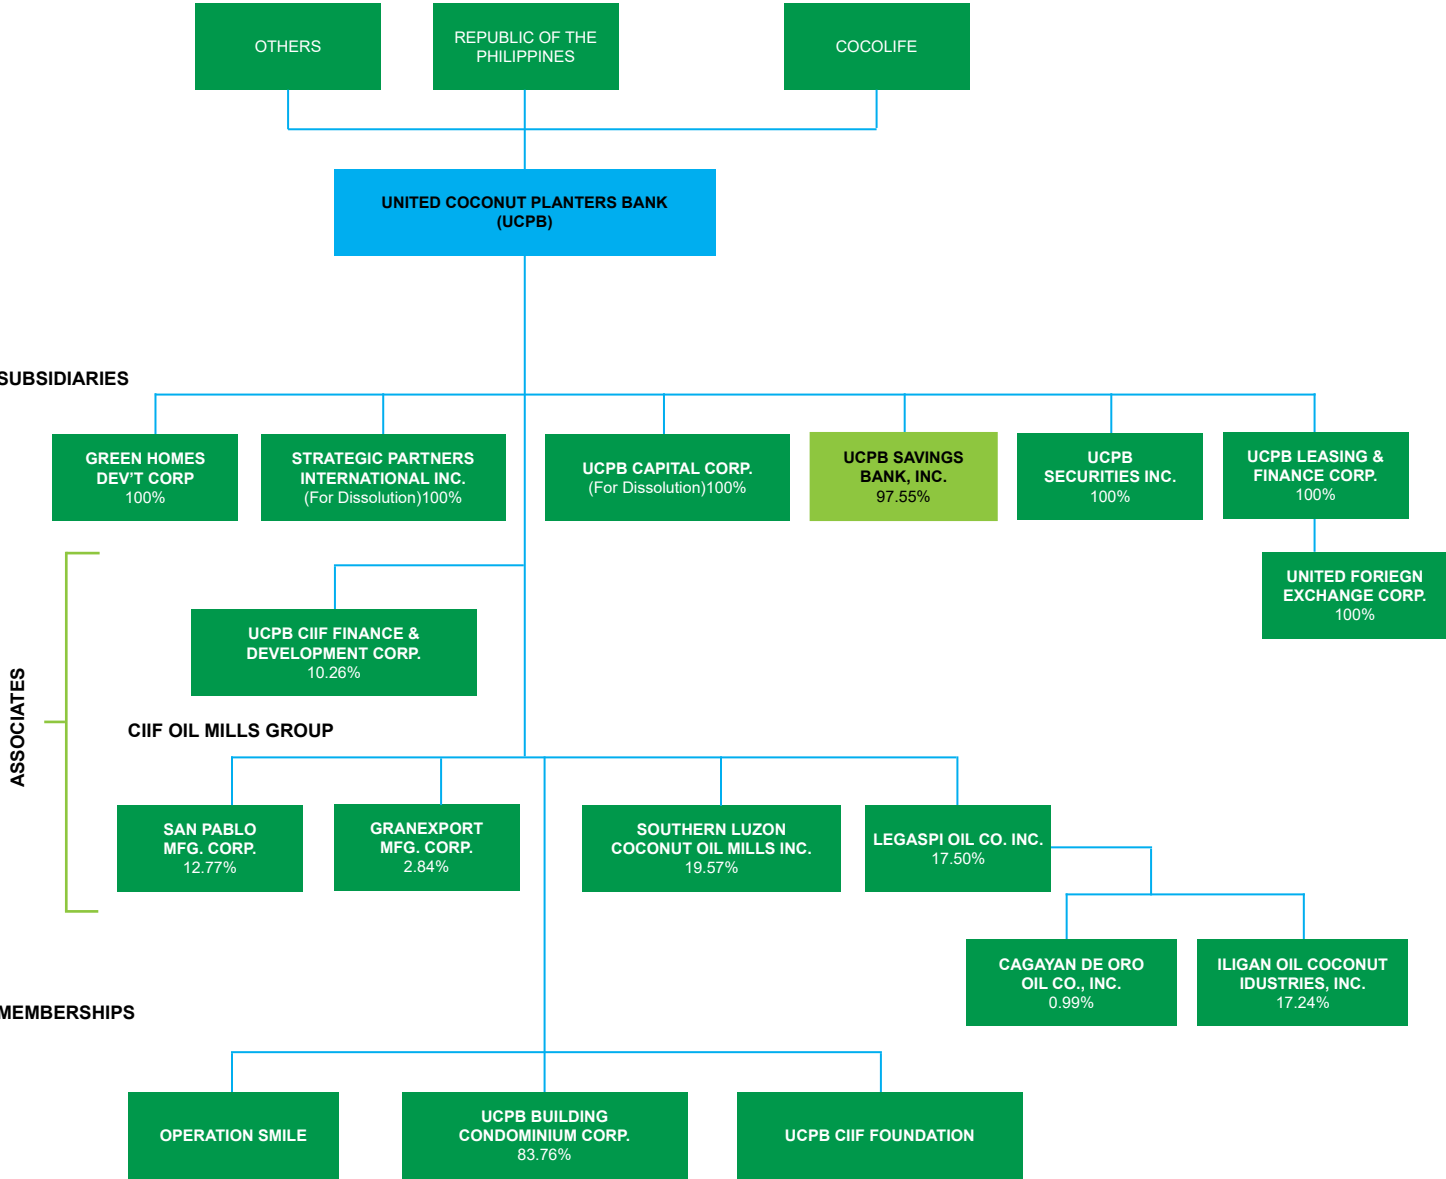 OTHERS
REPUBLIC OF THE
PHILIPPINES
COCOLIFE
UNITED COCONUT PLANTERS BANK
(UCPB)
SUBSIDIARIES
GREEN HOMES
DEV’T CORP
100%
STRATEGIC PARTNERS
INTERNATIONAL INC.
(For Dissolution)100%
UCPB CAPITAL CORP.
(For Dissolution)100%
UCPB SAVINGS
BANK, INC.
97.55%
UCPB
SECURITIES INC.
100%
UCPB LEASING &
FINANCE CORP.
100%
UNITED FORIEGN
EXCHANGE CORP.
100%
ASSOCIATES
UCPB CIIF FINANCE &
DEVELOPMENT CORP.
10.26%
CIIF OIL MILLS GROUP
SAN PABLO
MFG. CORP.
12.77%
GRANEXPORT
MFG. CORP.
2.84%
SOUTHERN LUZON
COCONUT OIL MILLS INC.
19.57%
LEGASPI OIL CO. INC.
17.50%
CAGAYAN DE ORO
OIL CO., INC.
0.99%
ILIGAN OIL COCONUT
IDUSTRIES, INC.
17.24%
MEMBERSHIPS
OPERATION SMILE
UCPB BUILDING
CONDOMINIUM CORP.
83.76%
UCPB CIIF FOUNDATION